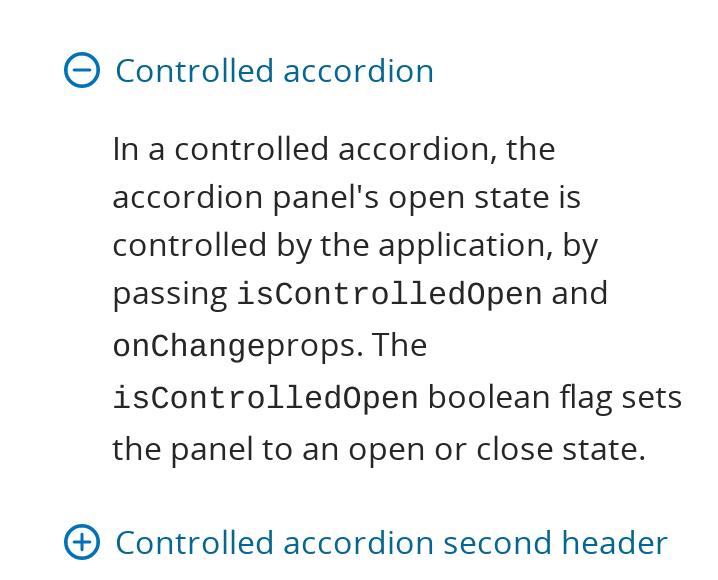 Controlled accordion
In a controlled accordion, the
accordion panel's open state is
controlled by the application, by
passing isControlledOpen and
onChangeprops. The
isControlledOpen boolean flag sets
the panel to an open or close state.
Controlled accordion second header